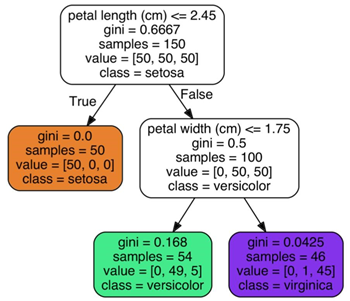 petal length (cm) <= 2.45
gini = 0.6667
samples = 150
value = [50, 50, 50]
class = setosa
True
False
gini = 0.0
samples = 50
value = [50, 0, 0]
class = setosa
petal width (cm) <= 1.75
gini = 0.5
samples = 100
value = [0, 50, 50]
class = versicolor
gini = 0.168
samples = 54
value = [0, 49, 5]
class = versicolor
gini = 0.0425
samples = 46
value = [0, 1, 45]
class = virginica